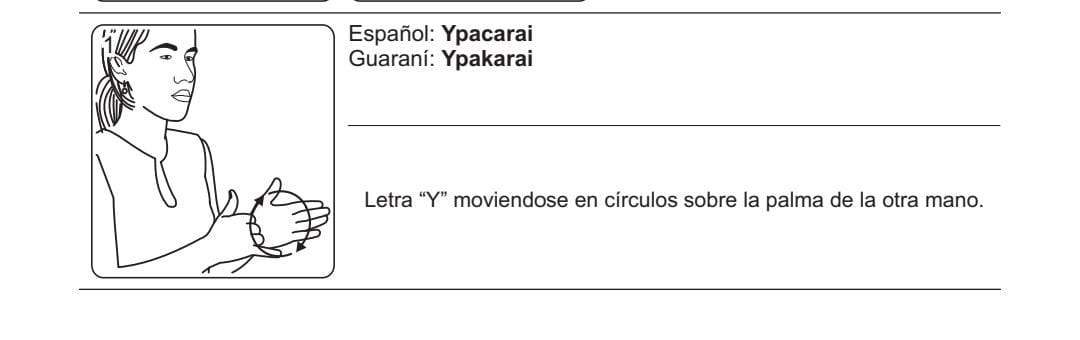 Español: Ypacarai
Guaraní: Ypakarai
Letra “Y” moviendose en círculos sobre la palma de la otra mano.